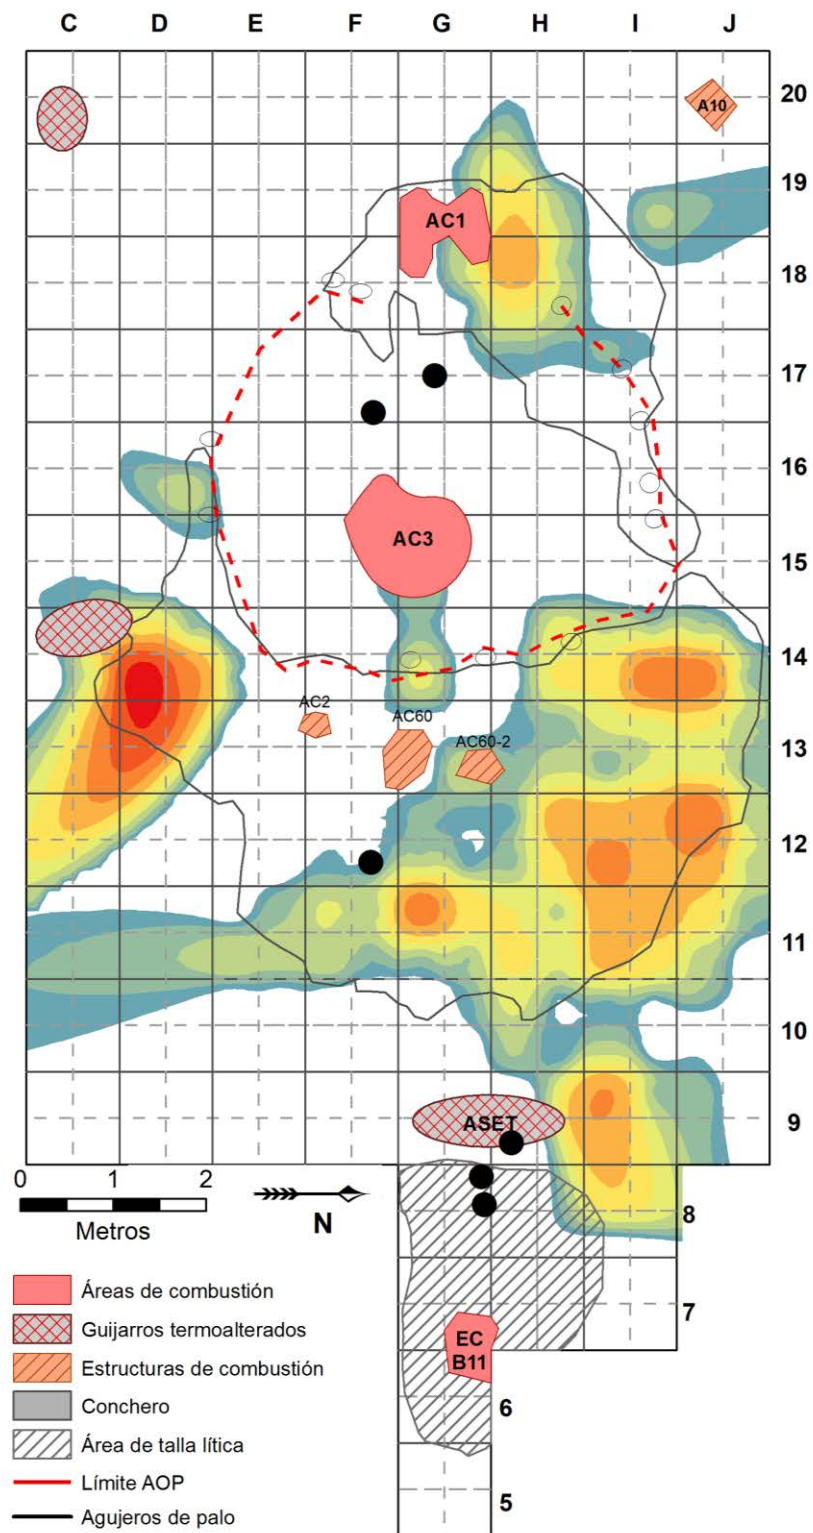 C D E F G H I J
20
A10
19
AC1
18
17
16
AC3
15
14
AC2
AC60
AC60-2
13
12
11
10
ASET
9
0 1 2
Metros
N
8
7
EC
B11
6
5
Áreas de combustión
Guijarros termoalterados
Estructuras de combustión
Conchero
Área de talla lítica
Límite AOP
Agujeros de palo